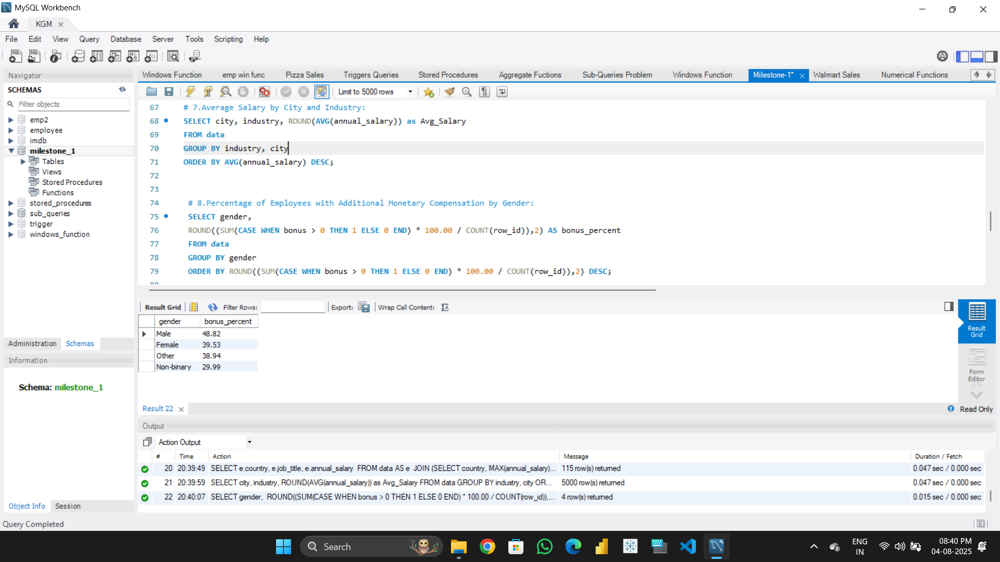 MySQL Workbench
KGM
File Edit View Query Database Server Tools Scripting Help
Navigator
SCHEMAS
Filter objects
emp2
employee
imdb
milestone_1
Tables
Views
Stored Procedures
Functions
stored_procedures
sub_queries
trigger
windows_function
Administration Schemas
Information
Schema: milestone_1
Object Info Session
Windows Function emp win func Pizza Sales Triggers Queries Stored Procedures Aggregate Fuctions Sub-Queries Problem Windows Function Milestone-1* Walmart Sales Numerical Functions
Limit to 5000 rows
67 # 7.Average Salary by City and Industry:
68 SELECT city, industry, ROUND(AVG(annual_salary)) as Avg_Salary
69 FROM data
70 GROUP BY industry, city
71 ORDER BY AVG(annual_salary) DESC;
72
73
74 # 8.Percentage of Employees with Additional Monetary Compensation by Gender:
75 SELECT gender,
76 ROUND((SUM(CASE WHEN bonus > 0 THEN 1 ELSE 0 END) * 100.00 / COUNT(row_id)),2) AS bonus_percent
77 FROM data
78 GROUP BY gender
79 ORDER BY ROUND((SUM(CASE WHEN bonus > 0 THEN 1 ELSE 0 END) * 100.00 / COUNT(row_id)),2) DESC;
Result Grid Filter Rows: Export: Wrap Cell Content:
gender bonus_percent
Male 48.82
Female 39.53
Other 38.94
Non-binary 29.99
Result
Grid
Form
Editor
Result 22 Read Only
Output
Action Output
# Time Action Message Duration / Fetch
20 20:39:49 SELECT e.country, e.job_title, e.annual_salary FROM data AS e JOIN (SELECT country, MAX(annual_salary)... 115 row(s) returned 0.047 sec / 0.000 sec
21 20:39:59 SELECT city, industry, ROUND(AVG(annual_salary)) as Avg_Salary FROM data GROUP BY industry, city OR... 5000 row(s) returned 0.047 sec / 0.000 sec
22 20:40:07 SELECT gender, ROUND((SUM(CASE WHEN bonus > 0 THEN 1 ELSE 0 END) * 100.00 / COUNT(row_id)),... 4 row(s) returned 0.015 sec / 0.000 sec
Query Completed
Search
ENG
IN
08:40 PM
04-08-2025